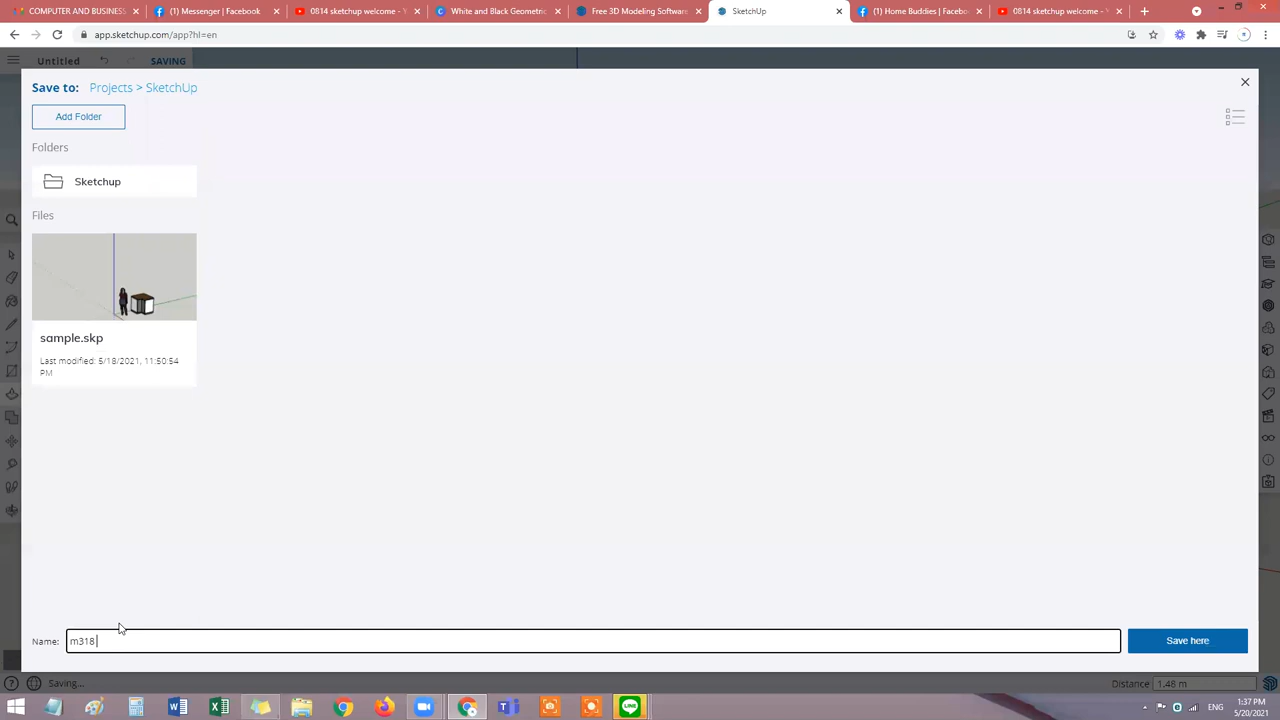 COMPUTER AND BUSINESS
(1) Messenger | Facebook
0814 sketchup welcome - Y
White and Black Geometric
Free 3D Modeling Software
SketchUp
(1) Home Buddies | Facebook
0814 sketchup welcome - Y
app.sketchup.com/app?hl=en
Untitled
SAVING
Save to: Projects > SketchUp
Add Folder
Folders
Sketchup
Files
sample.skp
Last modified: 5/18/2021, 11:50:54
PM
Name: m318
Save here
Saving...
Distance 1.48 m
ENG
1:37 PM
5/20/2021